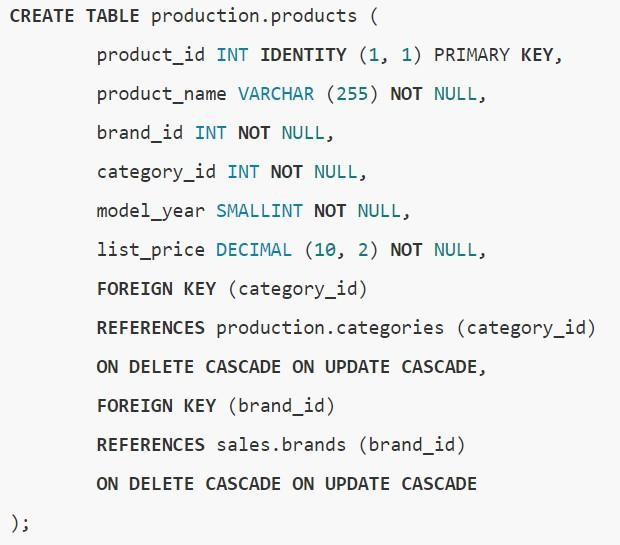 CREATE TABLE production.products (
product_id INT IDENTITY (1, 1) PRIMARY KEY,
product_name VARCHAR (255) NOT NULL,
brand_id INT NOT NULL,
category_id INT NOT NULL,
model_year SMALLINT NOT NULL,
list_price DECIMAL (10, 2) NOT NULL,
FOREIGN KEY (category_id)
REFERENCES production.categories (category_id)
ON DELETE CASCADE ON UPDATE CASCADE,
FOREIGN KEY (brand_id)
REFERENCES sales.brands (brand_id)
ON DELETE CASCADE ON UPDATE CASCADE
);